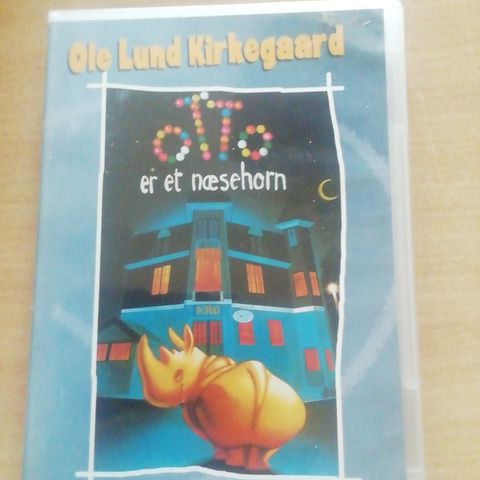 Ole Lund Kirkegaard
OTTO
er et næsehorn
KRO